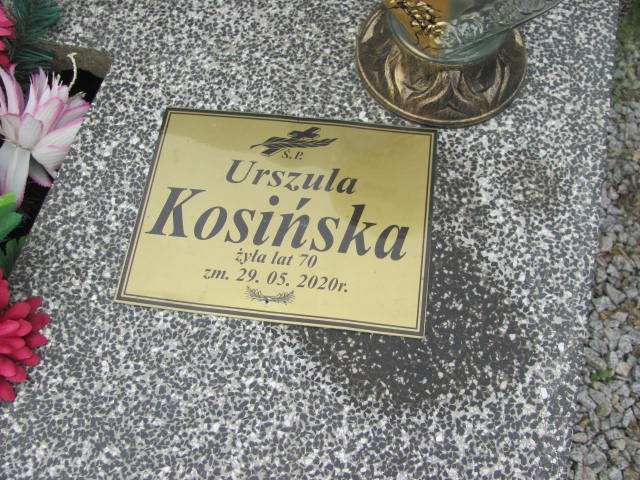 Ś.P.
Urszula
Kosińska
żyła lat 70
zm. 29. 05. 2020r.